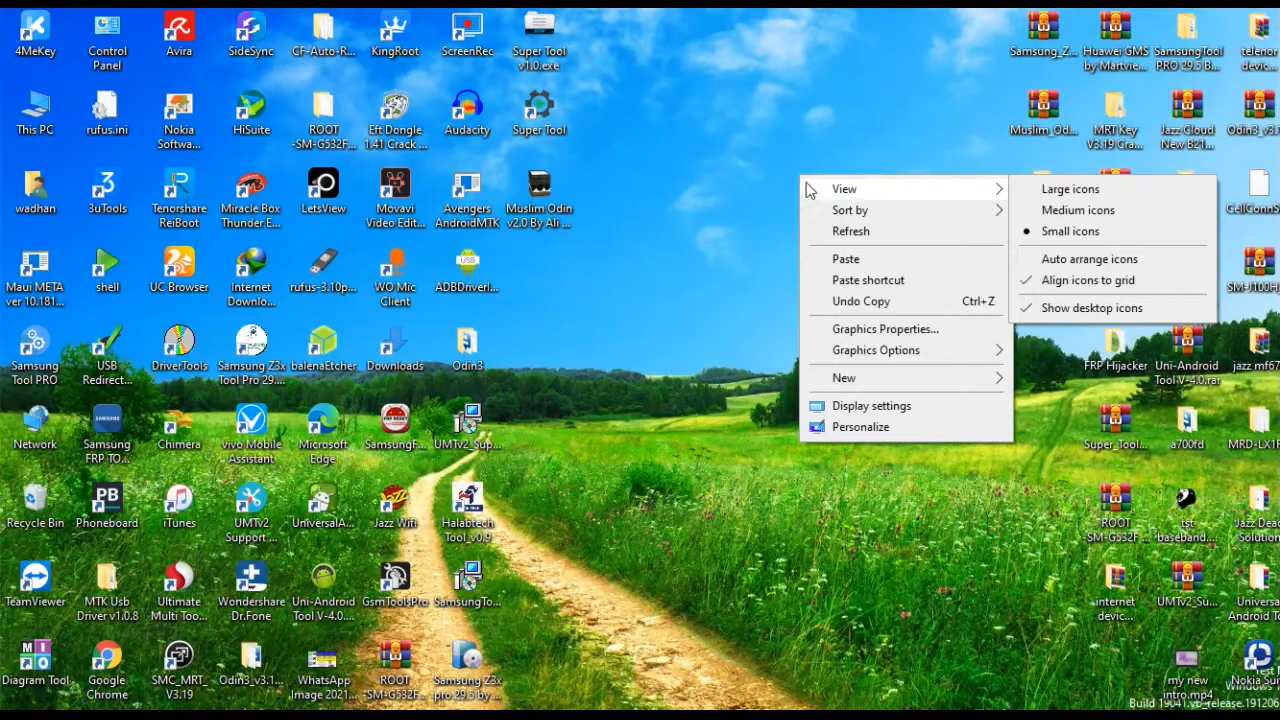 4MeKey
Control
Panel
Avira
SideSync
CF-Auto-R...
KingRoot
ScreenRec
Super Tool
v1.0.exe
Samsung_Z...
Huawei GMS
by Martvie...
SamsungTool
PRO 29.5 B...
telenor
devic...
This PC
rufus.ini
Nokia
Softwa...
HiSuite
ROOT
-SM-G532F...
Eft Dongle
1.41 Crack ...
Audacity
Super Tool
Muslim_Od...
MRT Key
V3.19 Cra...
Jazz Cloud
New B21...
Odin3_v3.
wadhan
3uTools
Tenorshare
ReiBoot
Miracle Box
Thunder E...
LetsView
Movavi
Video Edit...
Avengers
AndroidMTK
Muslim Odin
v2.0 By Ali ...
CellConnS
Maui META
ver 10.181...
shell
UC Browser
Internet
Downlo...
rufus-3.10p...
WO Mic
Client
ADBDriverI...
SM-J100H
Samsung
Tool PRO
USB
Redirect...
DriverTools
Samsung Z3x
Tool Pro 29....
balenaEtcher
Downloads
Odin3
FRP Hijacker
Uni-Android
Tool V-4.0.rar
jazz mf67
Network
Samsung
FRP TO...
Chimera
vivo Mobile
Assistant
Microsoft
Edge
SamsungF...
UMTv2_Sup...
Super_Tool...
a700fd
MRD-LX1F
Recycle Bin
Phoneboard
iTunes
UMTv2
Support ...
UniversalA...
Jazz Wifi
Halabtech
Tool_v0.9
ROOT
-SM-G532F ...
tst
baseband....
Jazz Dead
Solution
TeamViewer
MTK Usb
Driver v1.0.8
Ultimate
Multi Too...
Wondershare
Dr.Fone
Uni-Android
Tool V-4.0....
GsmToolsPro
SamsungTo...
internet
devic...
UMTv2_Su...
Universa
Android To
Diagram Tool
Google
Chrome
SMC_MRT_
V3.19
Odin3_v3.1...
WhatsApp
Image 2021...
ROOT
-SM-G532F...
Samsung Z3x
pro 29.5 by ...
my new
intro.mp4
Nokia Sui
Build 19041.vb_release.191206
View
Sort by
Refresh
Paste
Paste shortcut
Undo Copy Ctrl+Z
Graphics Properties...
Graphics Options
New
Display settings
Personalize
Large icons
Medium icons
Small icons
Auto arrange icons
Align icons to grid
Show desktop icons